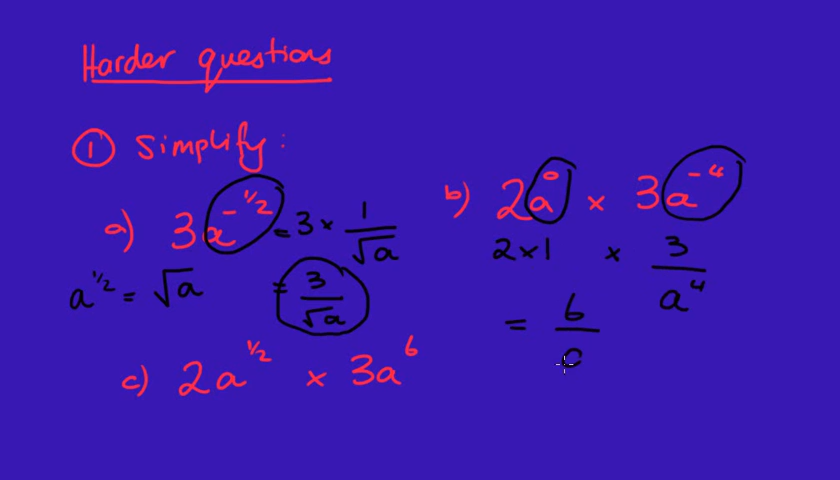 Harder questions
① Simplify:
a) 3a^{-1/2} = 3 × 1/√a
a^{1/2} = √a
= 3/√a
b) 2a^0 × 3a^{-4}
2 × 1 × 3/a^4
= 6/
c) 2a^{1/2} × 3a^6